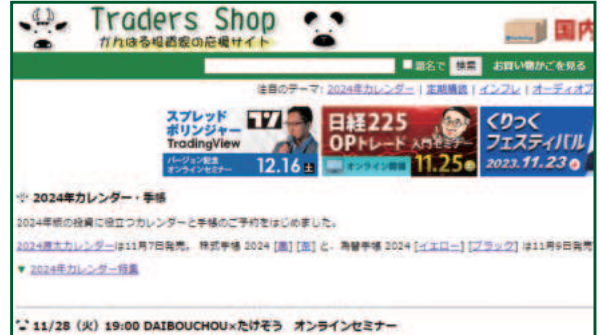 Traders Shop
がんばる投資家の応援サイト
国内
題名で 検索 お買い物かごを見る
注目のテーマ: 2024年カレンダー | 定期購読 | インフレ | オーディオブ
スプレッド
ボリンジャー
TradingView
バージョン記念
オンラインセミナー
12.16 土
日経225
OPトレード 入門セミナー
オンライン開催 11.25
くりっく
フェスティバル
2023.11.23
2024年カレンダー・手帳
2024年版の投資に役立つカレンダーと手帳のご予約をはじめました。
2024歳大カレンダーは11月7日発売。 株式手帳 2024 [黒] [茶] と、為替手帳 2024 [イエロー] [ブラック] は11月9日発売
▼ 2024年カレンダー特集
11/28 (火) 19:00 DAIBOUCHOU×たけぞう オンラインセミナー